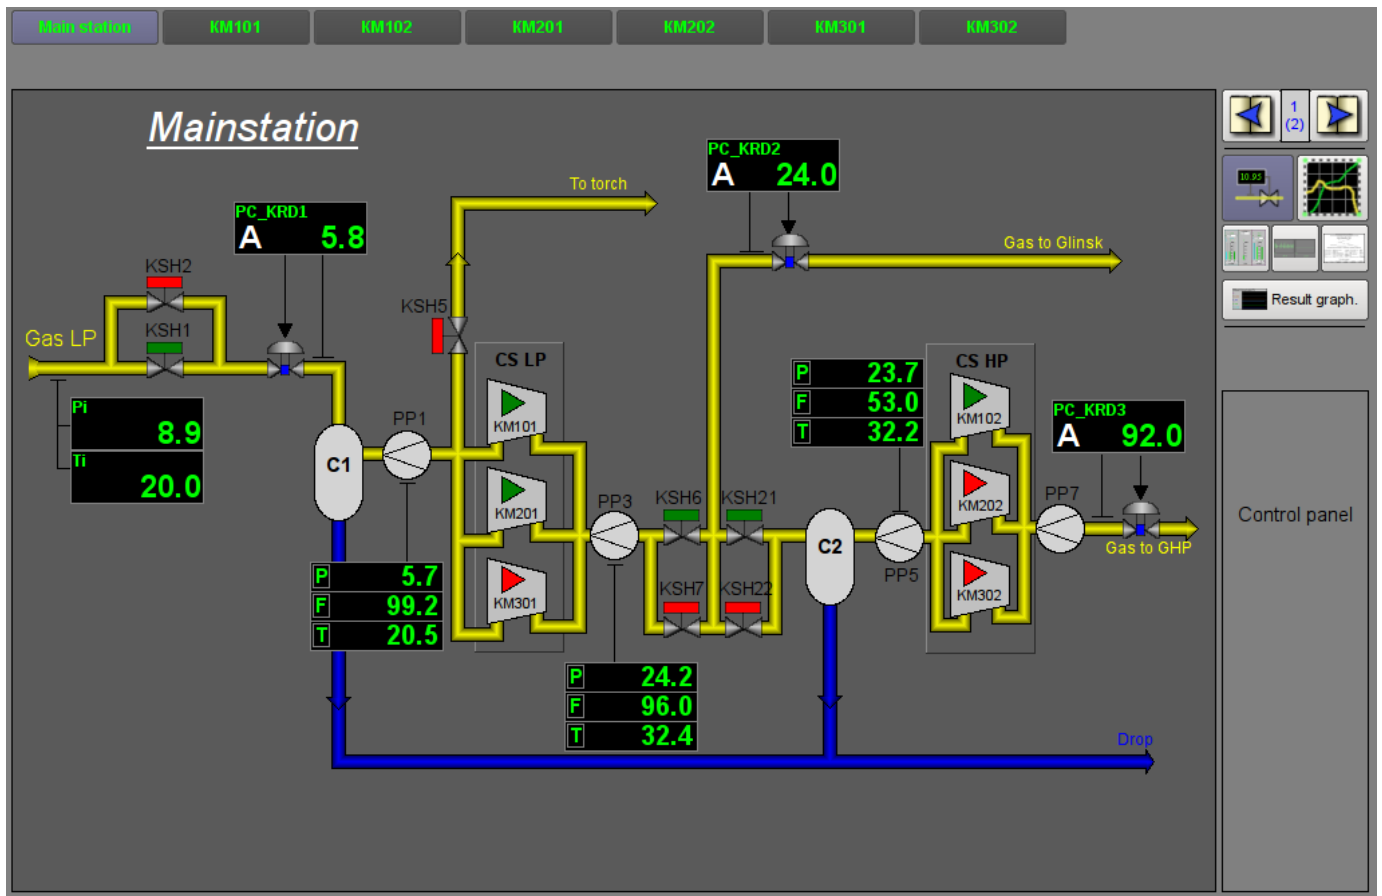 Main station
KM101
KM102
KM201
KM202
KM301
KM302
Mainstation
1
(2)
10.95
Result graph.
Control panel
PC_KRD2
A 24.0
To torch
PC_KRD1
A 5.8
Gas to Glinsk
KSH2
KSH5
Gas LP
KSH1
CS LP
CS HP
P 23.7
F 53.0
T 32.2
Pi
8.9
Ti
20.0
PP1
KM101
KM102
PC_KRD3
A 92.0
C1
KM201
PP3
KSH6
KSH21
KM202
PP7
C2
PP5
Gas to GHP
P 5.7
F 99.2
T 20.5
KM301
KSH7
KSH22
KM302
P 24.2
F 96.0
T 32.4
Drop